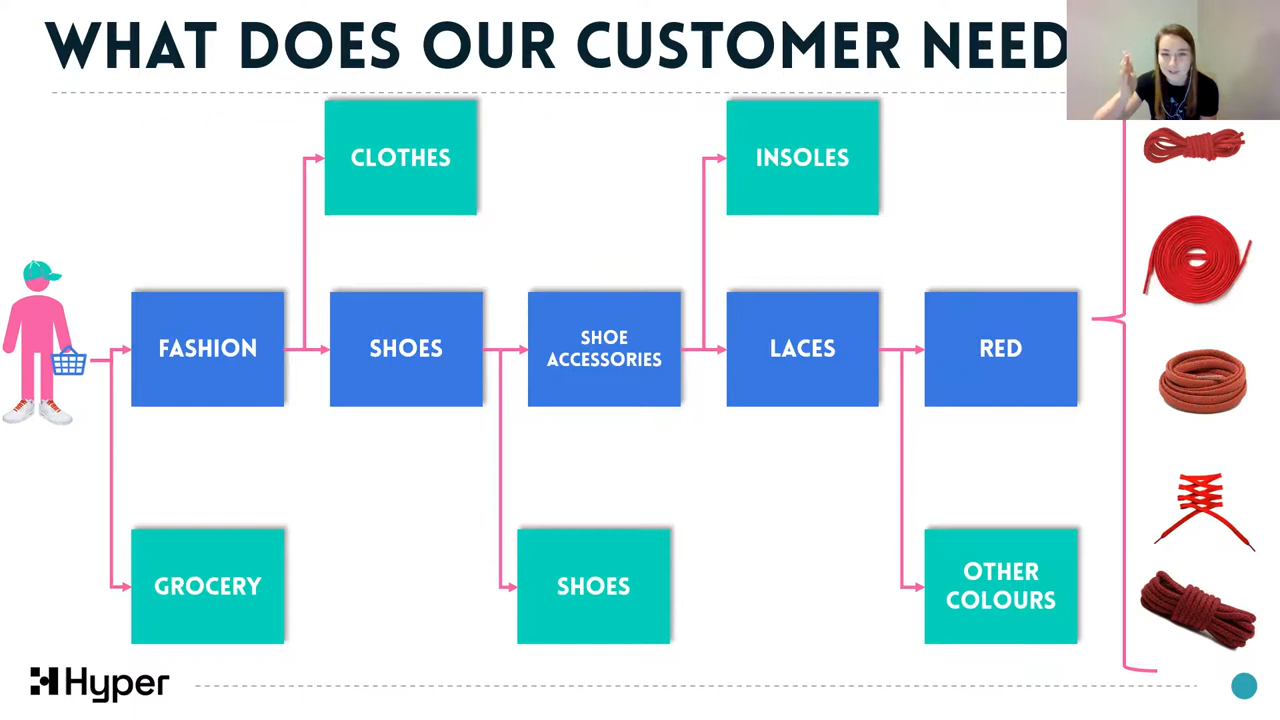 WHAT DOES OUR CUSTOMER NEED
CLOTHES
INSOLES
FASHION
SHOES
SHOE
ACCESSORIES
LACES
RED
GROCERY
SHOES
OTHER
COLOURS
Hyper